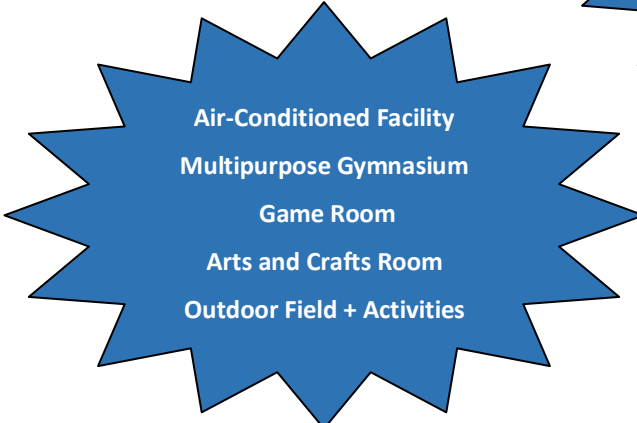 Air-Conditioned Facility
Multipurpose Gymnasium
Game Room
Arts and Crafts Room
Outdoor Field + Activities